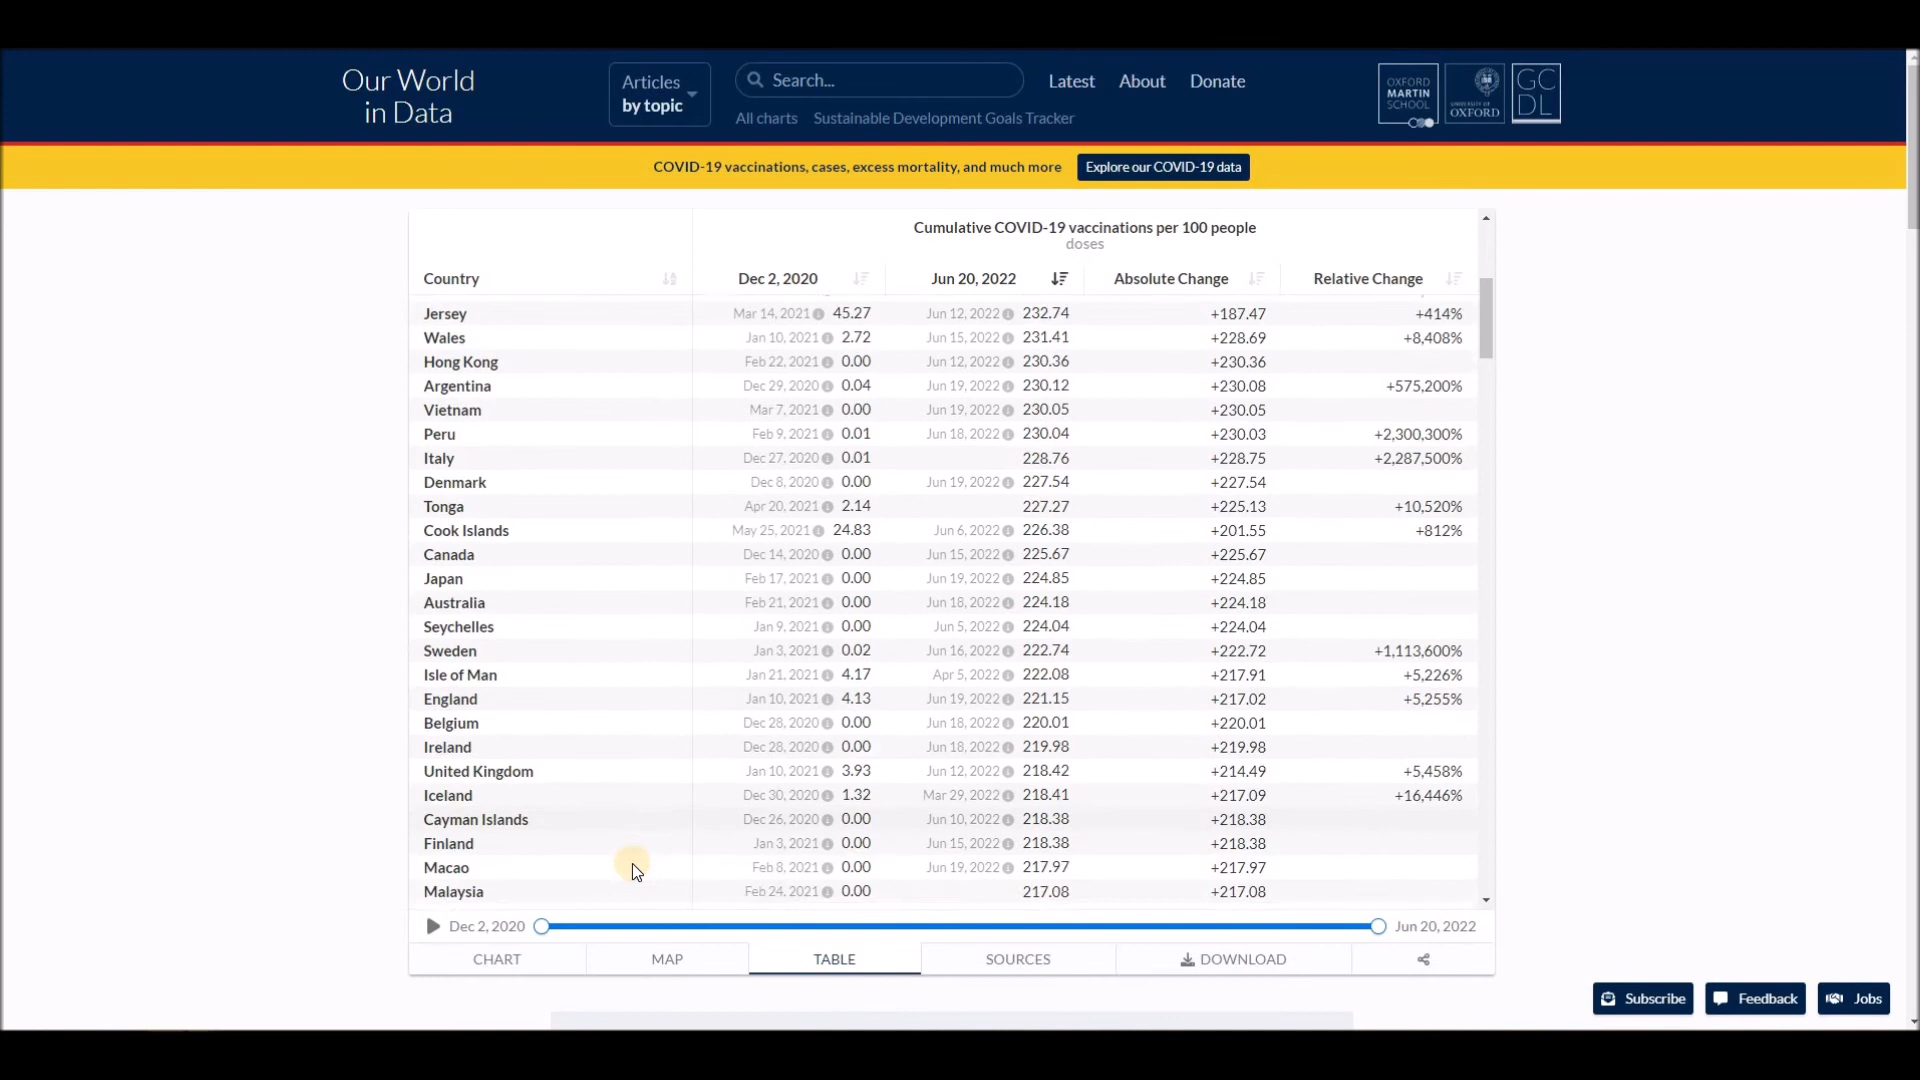 Our World
in Data
Articles
by topic
Search...
Latest
About
Donate
All charts
Sustainable Development Goals Tracker
OXFORD
MARTIN
SCHOOL
UNIVERSITY OF
OXFORD
GC
DL
COVID-19 vaccinations, cases, excess mortality, and much more
Explore our COVID-19 data
Cumulative COVID-19 vaccinations per 100 people
doses
Country Dec 2, 2020 Jun 20, 2022 Absolute Change Relative Change
Jersey Mar 14, 2021 45.27 Jun 12, 2022 232.74 +187.47 +414%
Wales Jan 10, 2021 2.72 Jun 15, 2022 231.41 +228.69 +8,408%
Hong Kong Feb 22, 2021 0.00 Jun 12, 2022 230.36 +230.36
Argentina Dec 29, 2020 0.04 Jun 19, 2022 230.12 +230.08 +575,200%
Vietnam Mar 7, 2021 0.00 Jun 19, 2022 230.05 +230.05
Peru Feb 9, 2021 0.01 Jun 18, 2022 230.04 +230.03 +2,300,300%
Italy Dec 27, 2020 0.01 228.76 +228.75 +2,287,500%
Denmark Dec 8, 2020 0.00 Jun 19, 2022 227.54 +227.54
Tonga Apr 20, 2021 2.14 227.27 +225.13 +10,520%
Cook Islands May 25, 2021 24.83 Jun 6, 2022 226.38 +201.55 +812%
Canada Dec 14, 2020 0.00 Jun 15, 2022 225.67 +225.67
Japan Feb 17, 2021 0.00 Jun 19, 2022 224.85 +224.85
Australia Feb 21, 2021 0.00 Jun 18, 2022 224.18 +224.18
Seychelles Jan 9, 2021 0.00 Jun 5, 2022 224.04 +224.04
Sweden Jan 3, 2021 0.02 Jun 16, 2022 222.74 +222.72 +1,113,600%
Isle of Man Jan 21, 2021 4.17 Apr 5, 2022 222.08 +217.91 +5,226%
England Jan 10, 2021 4.13 Jun 19, 2022 221.15 +217.02 +5,255%
Belgium Dec 28, 2020 0.00 Jun 18, 2022 220.01 +220.01
Ireland Dec 28, 2020 0.00 Jun 18, 2022 219.98 +219.98
United Kingdom Jan 10, 2021 3.93 Jun 12, 2022 218.42 +214.49 +5,458%
Iceland Dec 30, 2020 1.32 Mar 29, 2022 218.41 +217.09 +16,446%
Cayman Islands Dec 26, 2020 0.00 Jun 10, 2022 218.38 +218.38
Finland Jan 3, 2021 0.00 Jun 15, 2022 218.38 +218.38
Macao Feb 8, 2021 0.00 Jun 19, 2022 217.97 +217.97
Malaysia Feb 24, 2021 0.00 217.08 +217.08
Dec 2, 2020 Jun 20, 2022
CHART MAP TABLE SOURCES DOWNLOAD
Subscribe Feedback Jobs